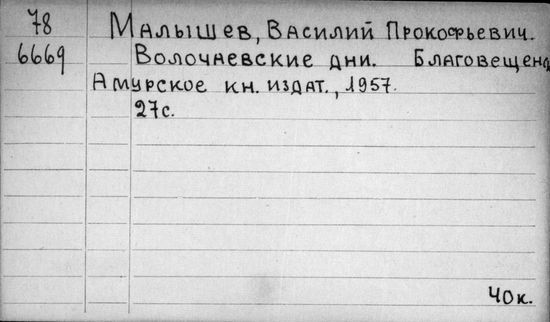 78 Малышев, Василий Прокофьевич.
6669 Волочаевские дни. Благовещенск
Амурское кн. издат., 1957.
27с.
40к.